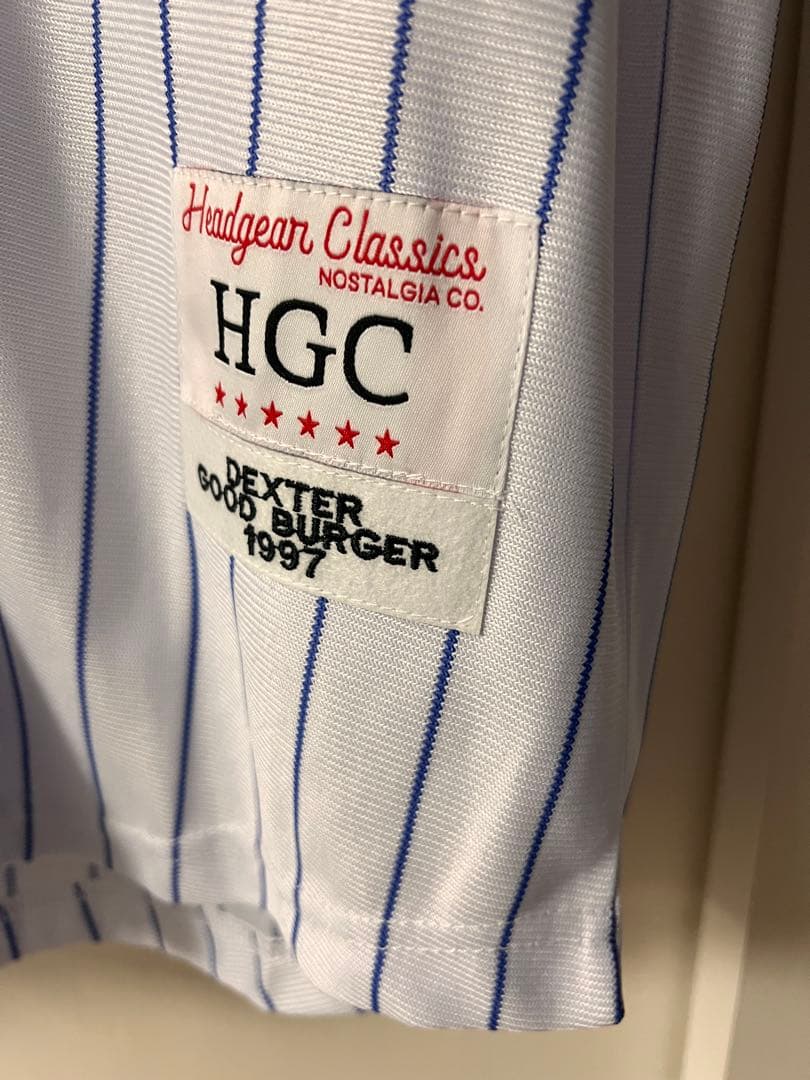 Headgear Classics
NOSTALGIA CO.
HGC
DEXTER
GOOD BURGER
1997